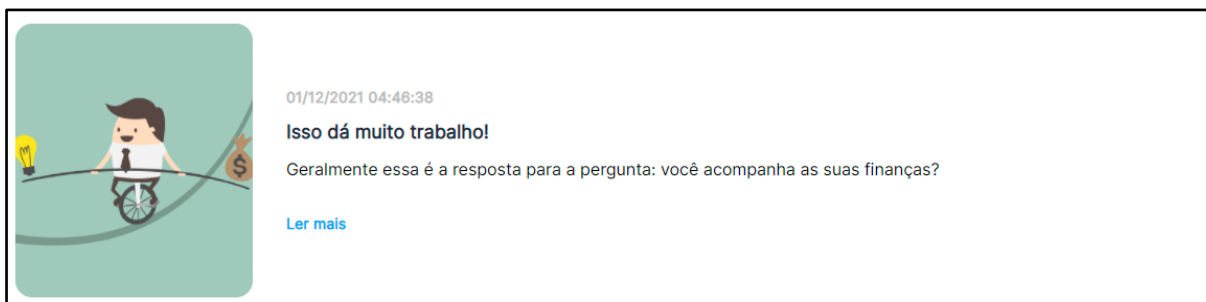 01/12/2021 04:46:38
Isso dá muito trabalho!
Geralmente essa é a resposta para a pergunta: você acompanha as suas finanças?
Ler mais
$